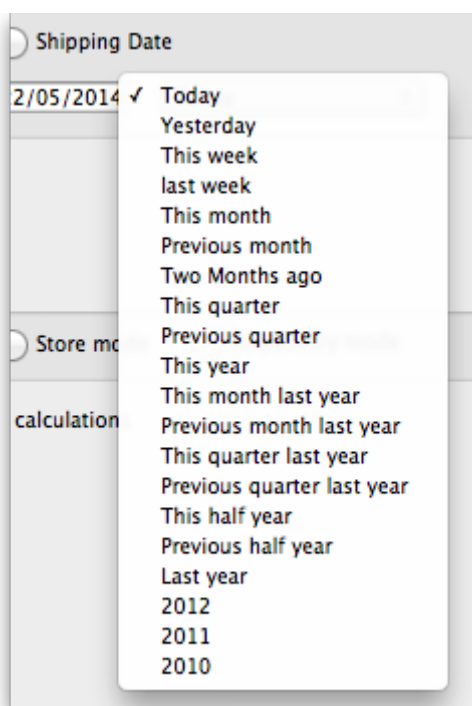 Shipping Date
2/05/2014 ✓ Today
Yesterday
This week
last week
This month
Previous month
Two Months ago
This quarter
Previous quarter
Store mo
This year
This month last year
calculation
Previous month last year
This quarter last year
Previous quarter last year
This half year
Previous half year
Last year
2012
2011
2010